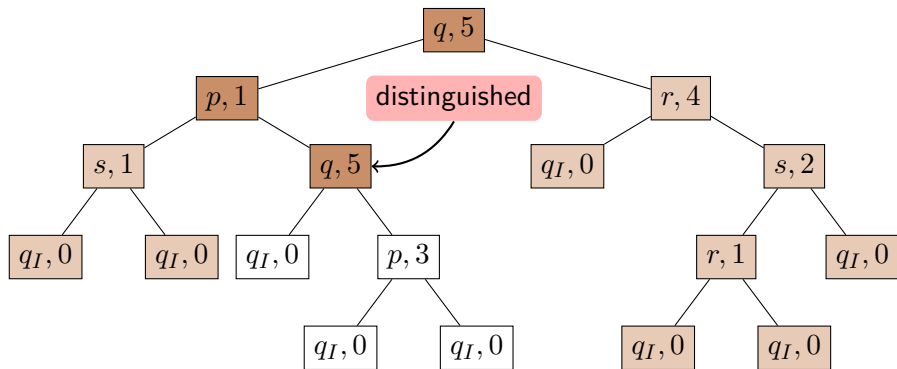 q, 5
p, 1
distinguished
r, 4
s, 1
q, 5
q_I, 0
s, 2
q_I, 0
q_I, 0
q_I, 0
p, 3
r, 1
q_I, 0
q_I, 0
q_I, 0
q_I, 0
q_I, 0